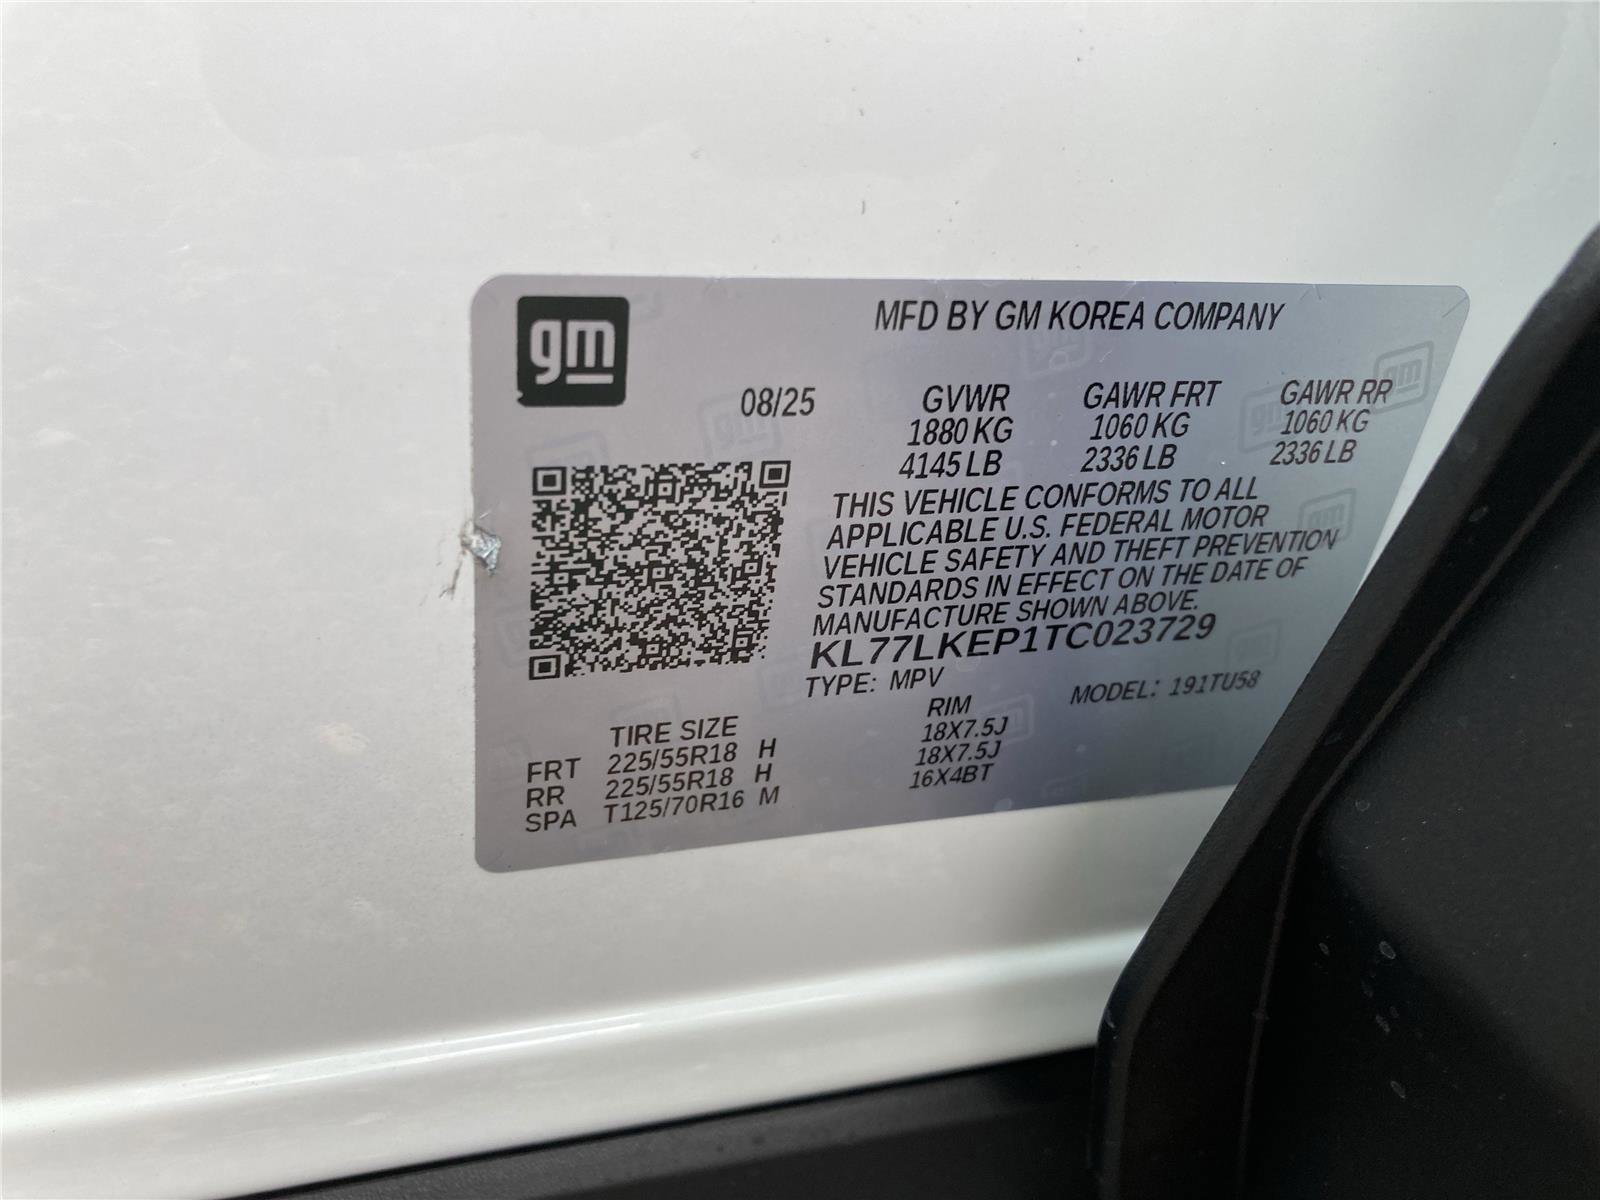 gm
MFD BY GM KOREA COMPANY
08/25
GVWR GAWR FRT GAWR RR
1880 KG 1060 KG 1060 KG
4145 LB 2336 LB 2336 LB
THIS VEHICLE CONFORMS TO ALL
APPLICABLE U.S. FEDERAL MOTOR
VEHICLE SAFETY AND THEFT PREVENTION
STANDARDS IN EFFECT ON THE DATE OF
MANUFACTURE SHOWN ABOVE.
KL77LKEP1TC023729
TYPE: MPV MODEL: 191TU58
TIRE SIZE RIM
FRT 225/55R18 H 18X7.5J
RR 225/55R18 H 18X7.5J
SPA T125/70R16 M 16X4BT